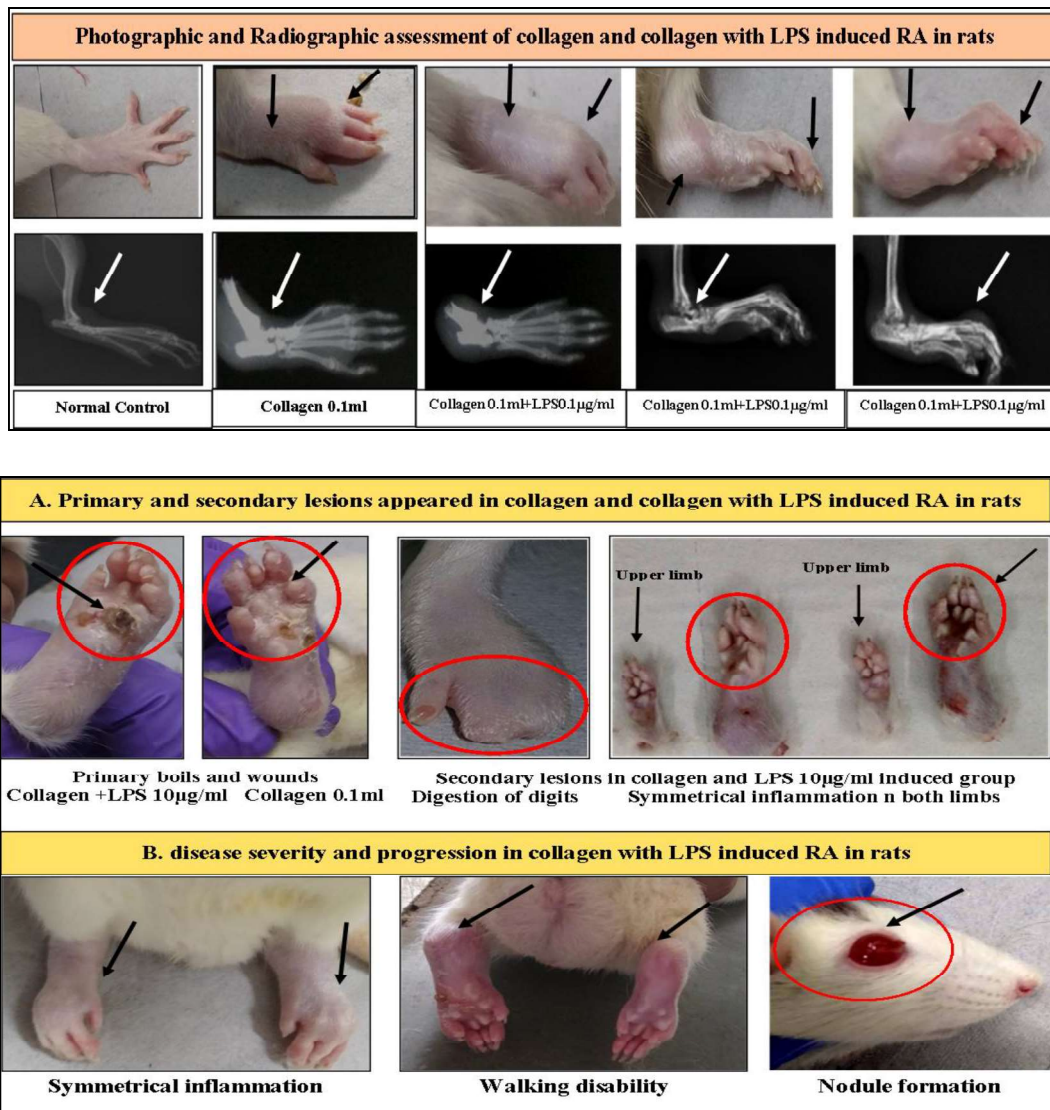 Photographic and Radiographic assessment of collagen and collagen with LPS induced RA in rats
Normal Control
Collagen 0.1ml
Collagen 0.1ml+LPS0.1µg/ml
Collagen 0.1ml+LPS0.1µg/ml
Collagen 0.1ml+LPS0.1µg/ml
A. Primary and secondary lesions appeared in collagen and collagen with LPS induced RA in rats
Upper limb
Upper limb
Primary boils and wounds
Collagen +LPS 10µg/ml Collagen 0.1ml
Secondary lesions in collagen and LPS 10µg/ml induced group
Digestion of digits
Symmetrical inflammation n both limbs
B. disease severity and progression in collagen with LPS induced RA in rats
Symmetrical inflammation
Walking disability
Nodule formation